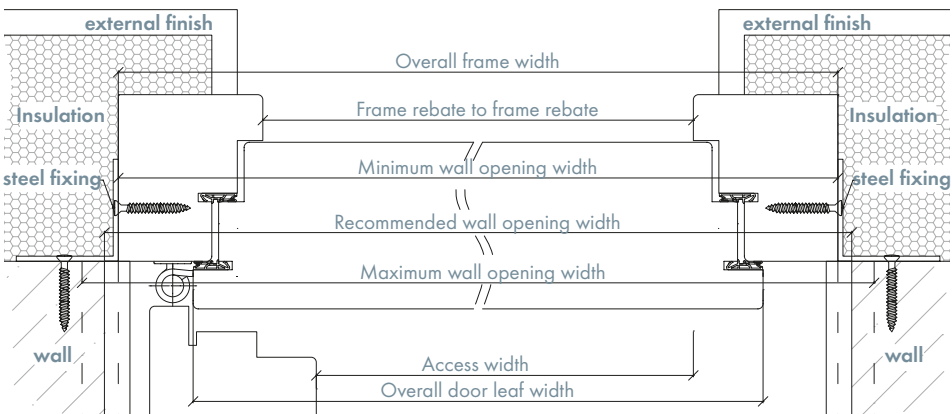 external finish
external finish
Overall frame width
Insulation
Frame rebate to frame rebate
Insulation
steel fixing
Minimum wall opening width
steel fixing
Recommended wall opening width
Maximum wall opening width
wall
Access width
wall
Overall door leaf width